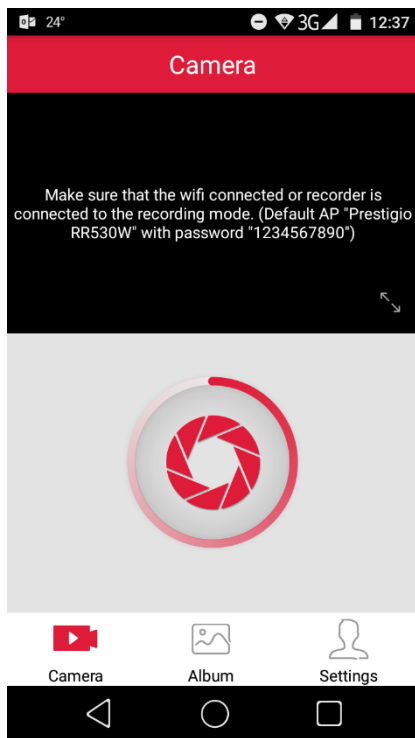 24°
3G
12:37
Camera
Make sure that the wifi connected or recorder is
connected to the recording mode. (Default AP "Prestigio
RR530W" with password "1234567890")
Camera
Album
Settings